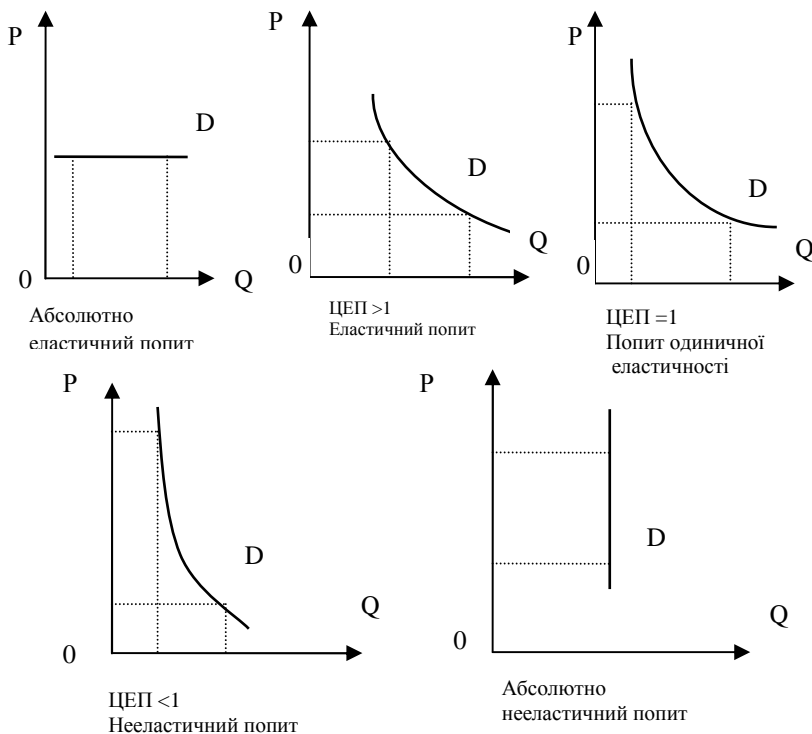 P
D
0
Q
Абсолютно
еластичний попит
P
D
Q
0
ЦЕП >1
Еластичний попит
P
D
Q
0
ЦЕП =1
Попит одиничної
еластичності
P
D
Q
0
ЦЕП <1
Нееластичний попит
P
D
Q
0
Абсолютно
нееластичний попит